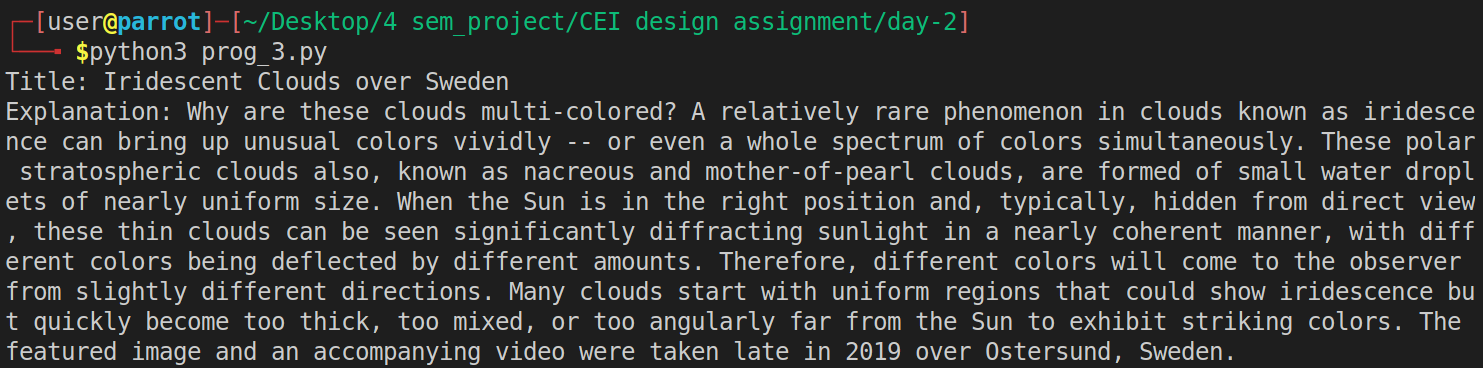 ┌─[user@parrot]─[~/Desktop/4 sem_project/CEI design assignment/day-2]
└──╼ $python3 prog_3.py
Title: Iridescent Clouds over Sweden
Explanation: Why are these clouds multi-colored? A relatively rare phenomenon in clouds known as iridesce
nce can bring up unusual colors vividly -- or even a whole spectrum of colors simultaneously. These polar
 stratospheric clouds also, known as nacreous and mother-of-pearl clouds, are formed of small water dropl
ets of nearly uniform size. When the Sun is in the right position and, typically, hidden from direct view
, these thin clouds can be seen significantly diffracting sunlight in a nearly coherent manner, with diff
erent colors being deflected by different amounts. Therefore, different colors will come to the observer
from slightly different directions. Many clouds start with uniform regions that could show iridescence bu
t quickly become too thick, too mixed, or too angularly far from the Sun to exhibit striking colors. The
featured image and an accompanying video were taken late in 2019 over Ostersund, Sweden.